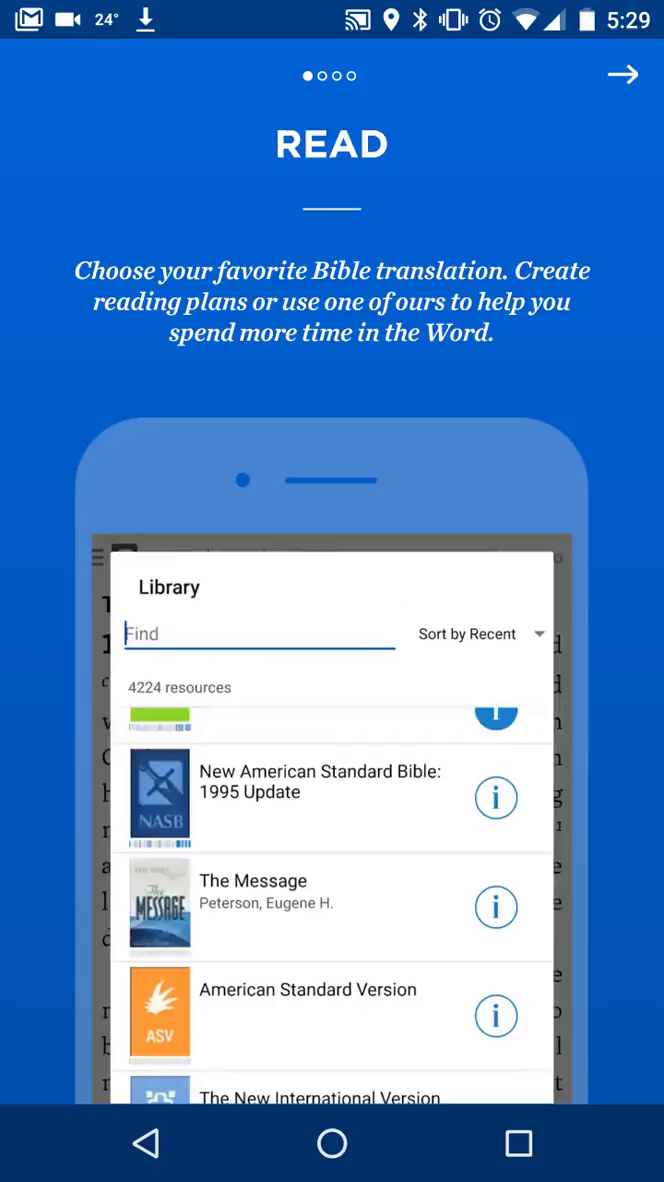 24° 5:29
READ
Choose your favorite Bible translation. Create
reading plans or use one of ours to help you
spend more time in the Word.
Library
Find Sort by Recent
4224 resources
New American Standard Bible:
1995 Update
NASB
The Message
Peterson, Eugene H.
The
MESSAGE
American Standard Version
ASV
The New International Version